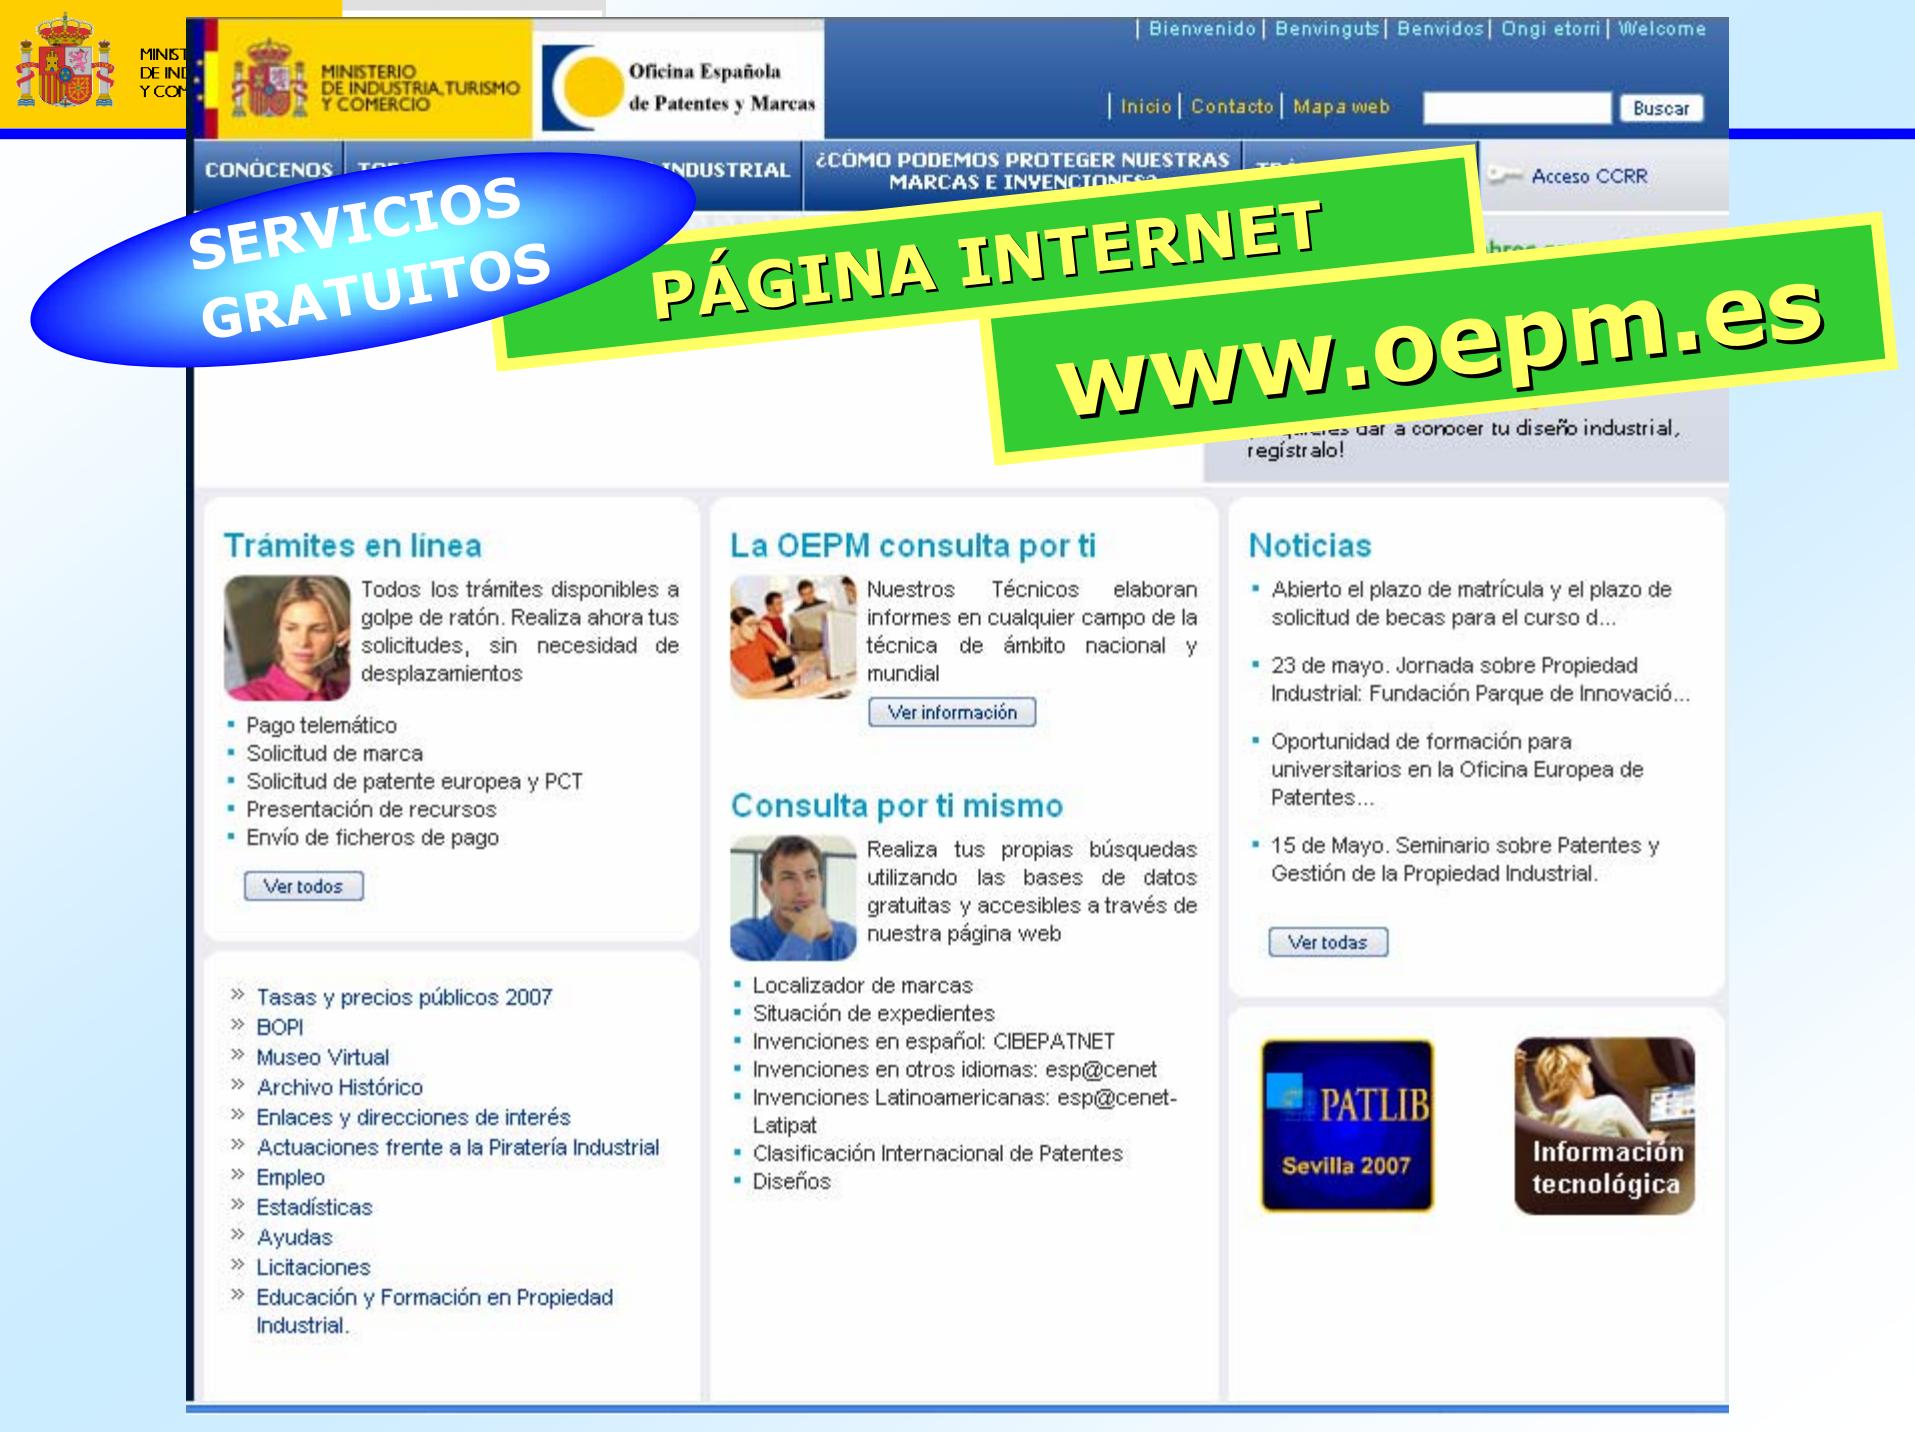 Bienvenido | Benvinguts | Benvidos | Ongi etorri | Welcome
MINISTERIO
DE INDUSTRIA, TURISMO
Y COMERCIO
Oficina Española
de Patentes y Marcas
Inicio | Contacto | Mapa web
Buscar
CONÓCENOS
INDUSTRIAL
¿CÓMO PODEMOS PROTEGER NUESTRAS
MARCAS E INVENCIONES?
Acceso CCRR
SERVICIOS
GRATUITOS
PÁGINA INTERNET
www.oepm.es
dar a conocer tu diseño industrial,
regístralo!
Trámites en línea
Todos los trámites disponibles a
golpe de ratón. Realiza ahora tus
solicitudes, sin necesidad de
desplazamientos
Pago telemático
Solicitud de marca
Solicitud de patente europea y PCT
Presentación de recursos
Envío de ficheros de pago
Ver todos
Tasas y precios públicos 2007
BOPI
Museo Virtual
Archivo Histórico
Enlaces y direcciones de interés
Actuaciones frente a la Piratería Industrial
Empleo
Estadísticas
Ayudas
Licitaciones
Educación y Formación en Propiedad
Industrial.
La OEPM consulta por ti
Nuestros Técnicos elaboran
informes en cualquier campo de la
técnica de ámbito nacional y
mundial
Ver información
Consulta por ti mismo
Realiza tus propias búsquedas
utilizando las bases de datos
gratuitas y accesibles a través de
nuestra página web
Localizador de marcas
Situación de expedientes
Invenciones en español: CIBEPATNET
Invenciones en otros idiomas: esp@cenet
Invenciones Latinoamericanas: esp@cenet-
Latipat
Clasificación Internacional de Patentes
Diseños
Noticias
Abierto el plazo de matrícula y el plazo de
solicitud de becas para el curso d...
23 de mayo. Jornada sobre Propiedad
Industrial: Fundación Parque de Innovació...
Oportunidad de formación para
universitarios en la Oficina Europea de
Patentes...
15 de Mayo. Seminario sobre Patentes y
Gestión de la Propiedad Industrial.
Ver todas
PATLIB
Sevilla 2007
Información
tecnológica